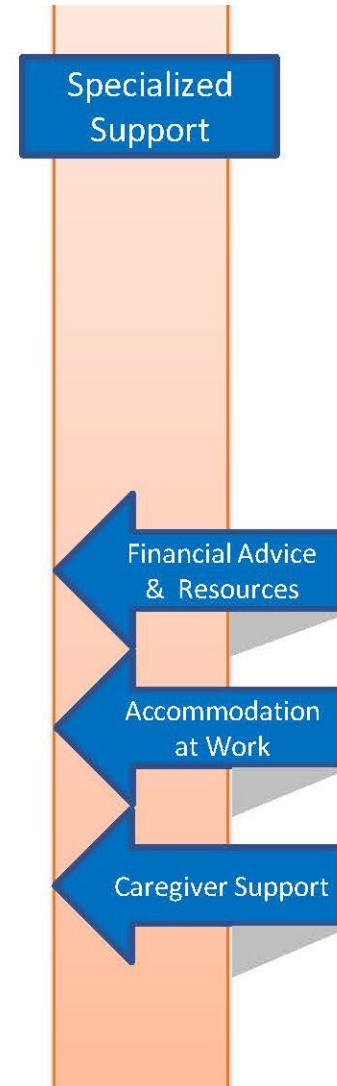 Specialized
Support
Financial Advice
& Resources
Accommodation
at Work
Caregiver Support